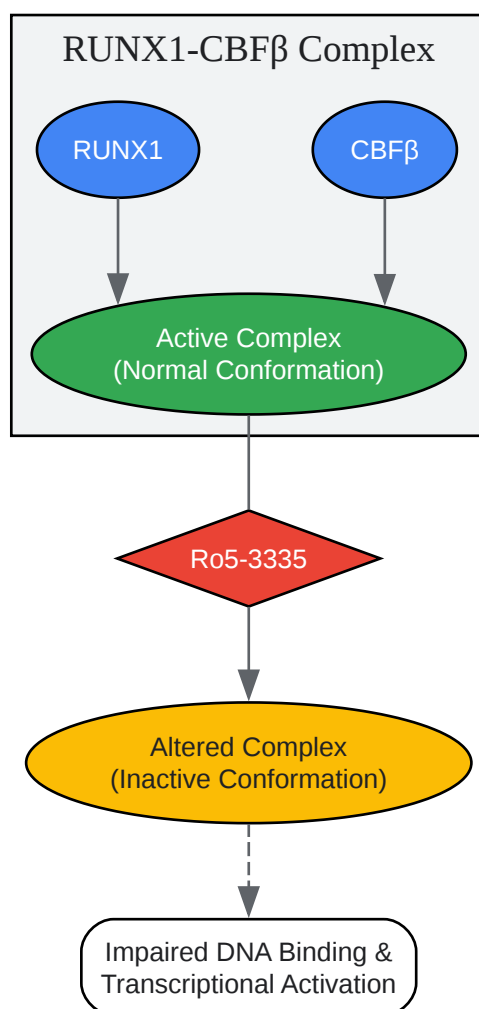 RUNX1-CBFβ Complex
RUNX1
CBFβ
Active Complex
(Normal Conformation)
Ro5-3335
Altered Complex
(Inactive Conformation)
Impaired DNA Binding &
Transcriptional Activation